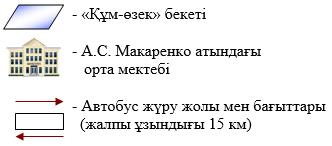 - «Құм-өзек» бекеті
- А.С. Макаренко атындағы
орта мектебі
- Автобус жүру жолы мен бағыттары
(жалпы ұзындығы 15 км)